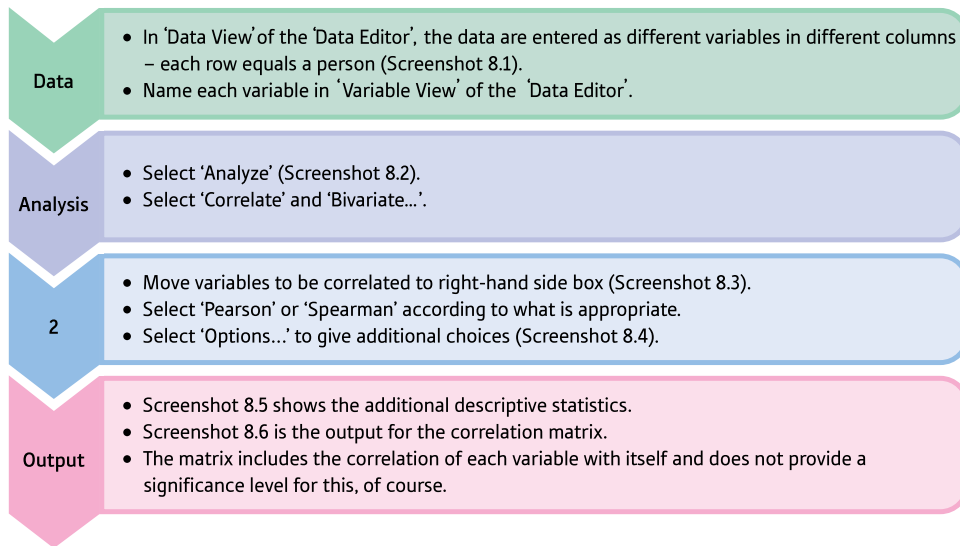 Data
• In ‘Data View’ of the ‘Data Editor’, the data are entered as different variables in different columns
– each row equals a person (Screenshot 8.1).
• Name each variable in ‘Variable View’ of the ‘Data Editor’.
Analysis
• Select ‘Analyze’ (Screenshot 8.2).
• Select ‘Correlate’ and ‘Bivariate...’.
2
• Move variables to be correlated to right-hand side box (Screenshot 8.3).
• Select ‘Pearson’ or ‘Spearman’ according to what is appropriate.
• Select ‘Options...’ to give additional choices (Screenshot 8.4).
Output
• Screenshot 8.5 shows the additional descriptive statistics.
• Screenshot 8.6 is the output for the correlation matrix.
• The matrix includes the correlation of each variable with itself and does not provide a
significance level for this, of course.